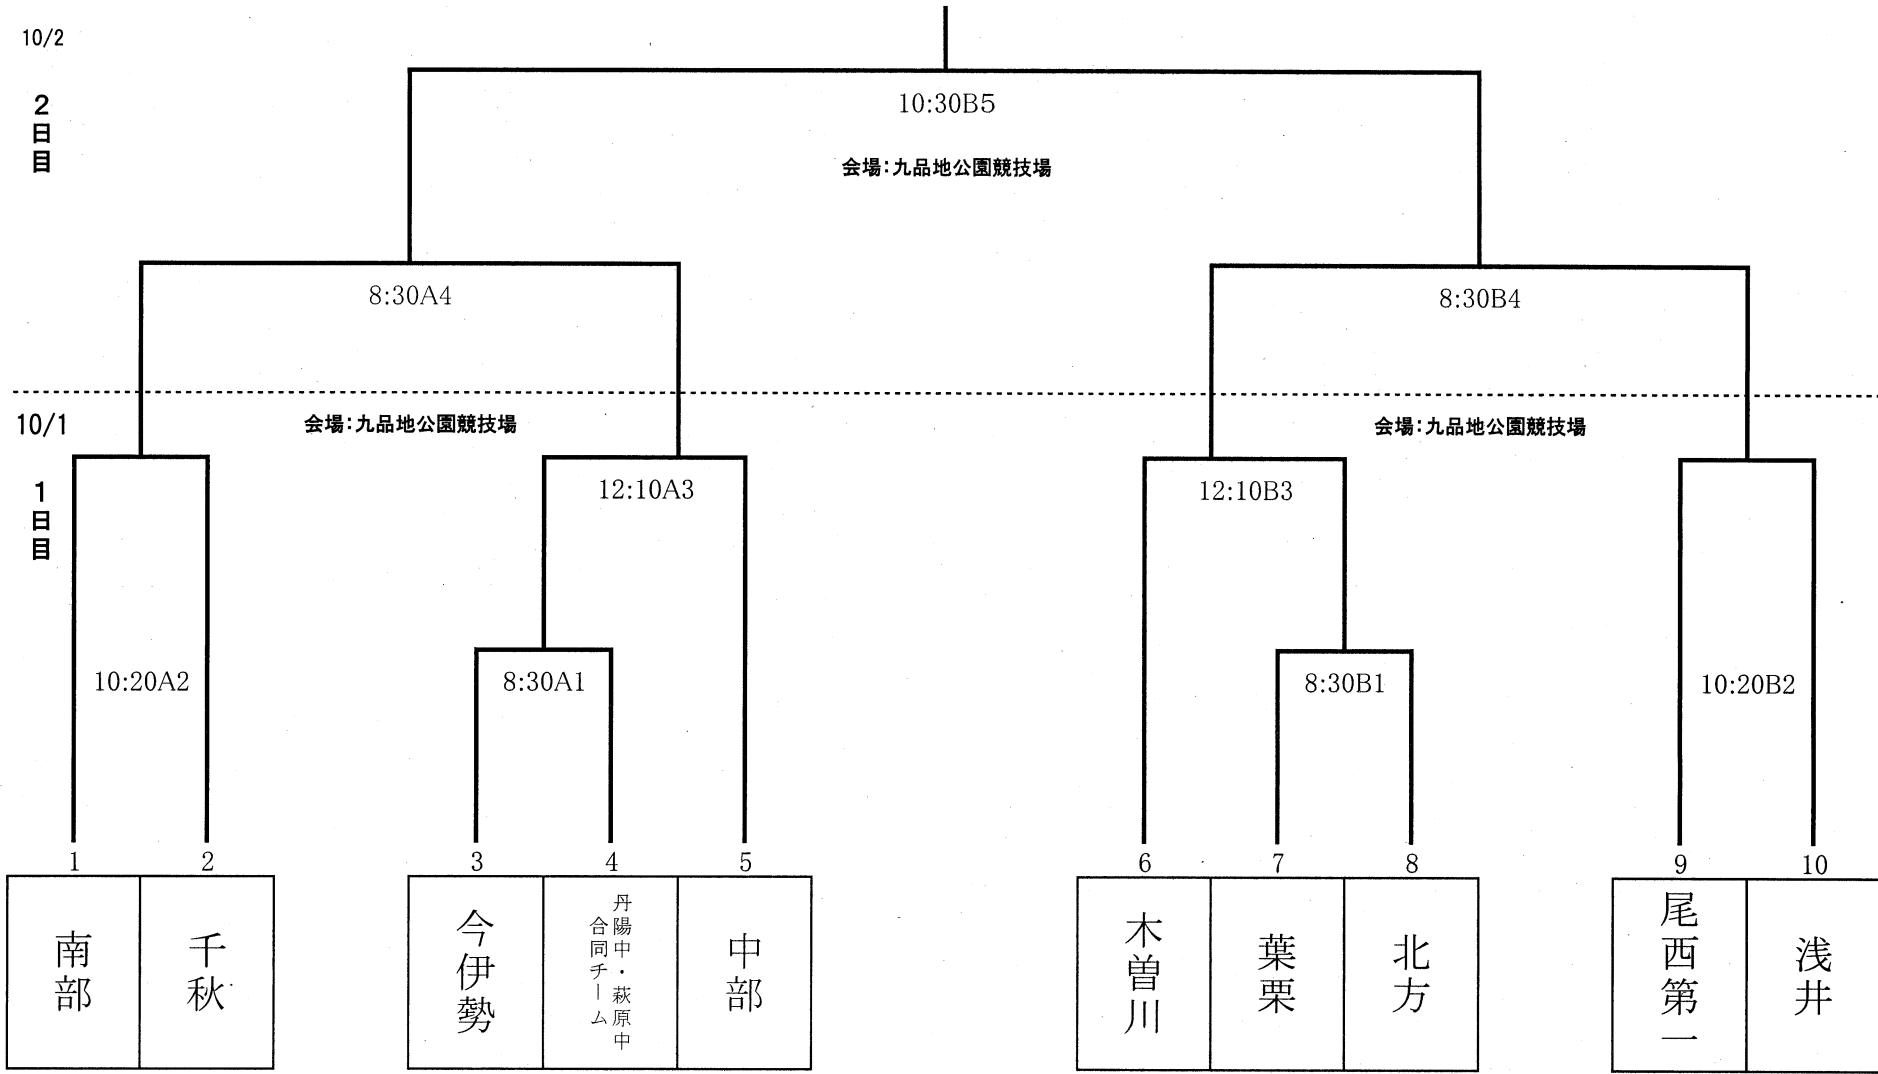 10/2
2日目
10:30B5
会場:九品地公園競技場
8:30A4
8:30B4
10/1
1日目
会場:九品地公園競技場
会場:九品地公園競技場
12:10A3
12:10B3
10:20A2
8:30A1
8:30B1
10:20B2
1
2
3
4
5
6
7
8
9
10
南部
千秋
今伊勢
丹陽中・萩原中
合同チーム
中部
木曽川
葉栗
北方
尾西第一
浅井